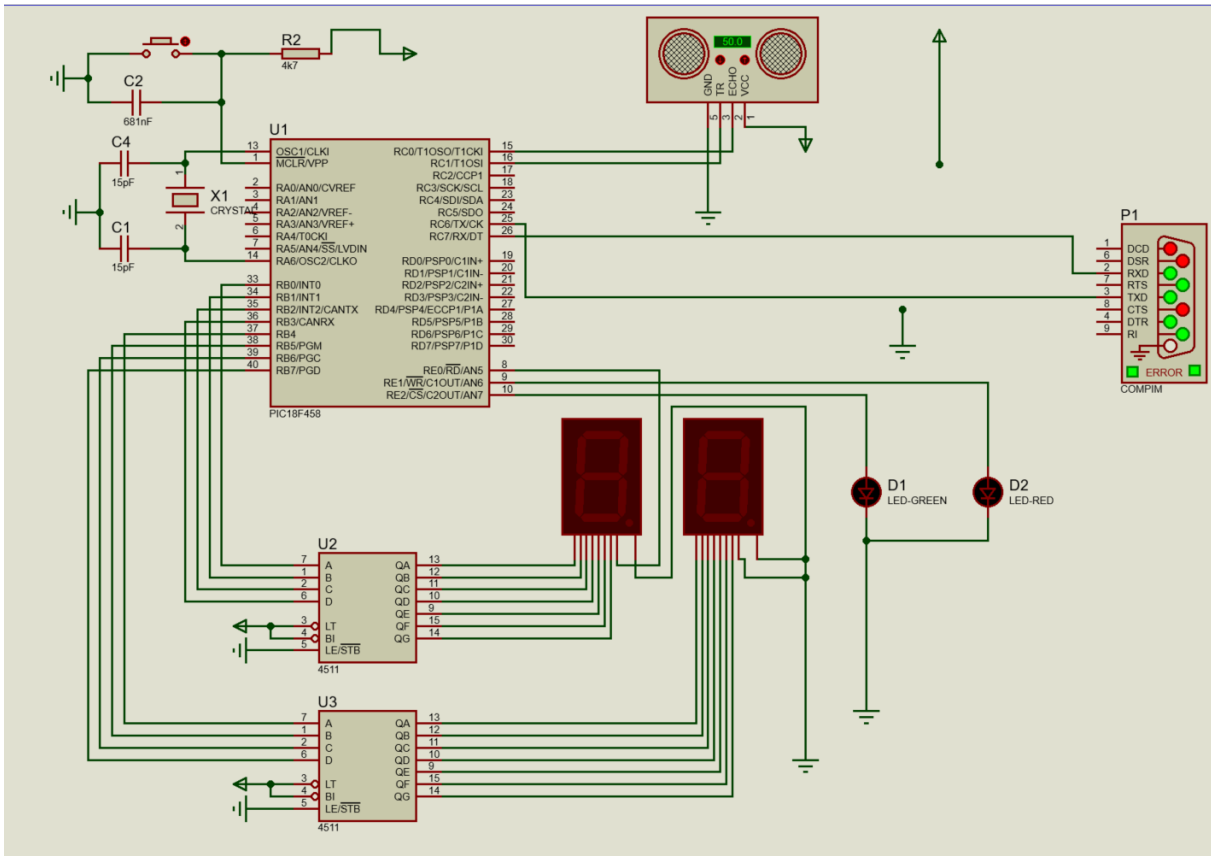 R2
4k7
C2
681nF
50.0
GND
TR
ECHO
VCC
5
3
2
1
U1
C4
15pF
1
X1
CRYSTAL
2
C1
15pF
13 OSC1/CLKI
1 MCLR/VPP
2 RA0/AN0/CVREF
3 RA1/AN1
4 RA2/AN2/VREF-
5 RA3/AN3/VREF+
6 RA4/T0CKI
7 RA5/AN4/SS/LVDIN
14 RA6/OSC2/CLKO
33 RB0/INT0
34 RB1/INT1
35 RB2/INT2/CANTX
36 RB3/CANRX
37 RB4
38 RB5/PGM
39 RB6/PGC
40 RB7/PGD
RC0/T1OSO/T1CKI 15
RC1/T1OSI 16
RC2/CCP1 17
RC3/SCK/SCL 18
RC4/SDI/SDA 23
RC5/SDO 24
RC6/TX/CK 25
RC7/RX/DT 26
RD0/PSP0/C1IN+ 19
RD1/PSP1/C1IN- 20
RD2/PSP2/C2IN+ 21
RD3/PSP3/C2IN- 22
RD4/PSP4/ECCP1/P1A 27
RD5/PSP5/P1B 28
RD6/PSP6/P1C 29
RD7/PSP7/P1D 30
RE0/RD/AN5 8
RE1/WR/C1OUT/AN6 9
RE2/CS/C2OUT/AN7 10
PIC18F458
P1
1 DCD
6 DSR
2 RXD
7 RTS
3 TXD
8 CTS
4 DTR
9 RI
ERROR
COMPIM
D1
LED-GREEN
D2
LED-RED
U2
7 A QA 13
1 B QB 12
2 C QC 11
6 D QD 10
QE 9
3 LT QF 15
4 BI QG 14
5 LE/STB
4511
U3
7 A QA 13
1 B QB 12
2 C QC 11
6 D QD 10
QE 9
3 LT QF 15
4 BI QG 14
5 LE/STB
4511